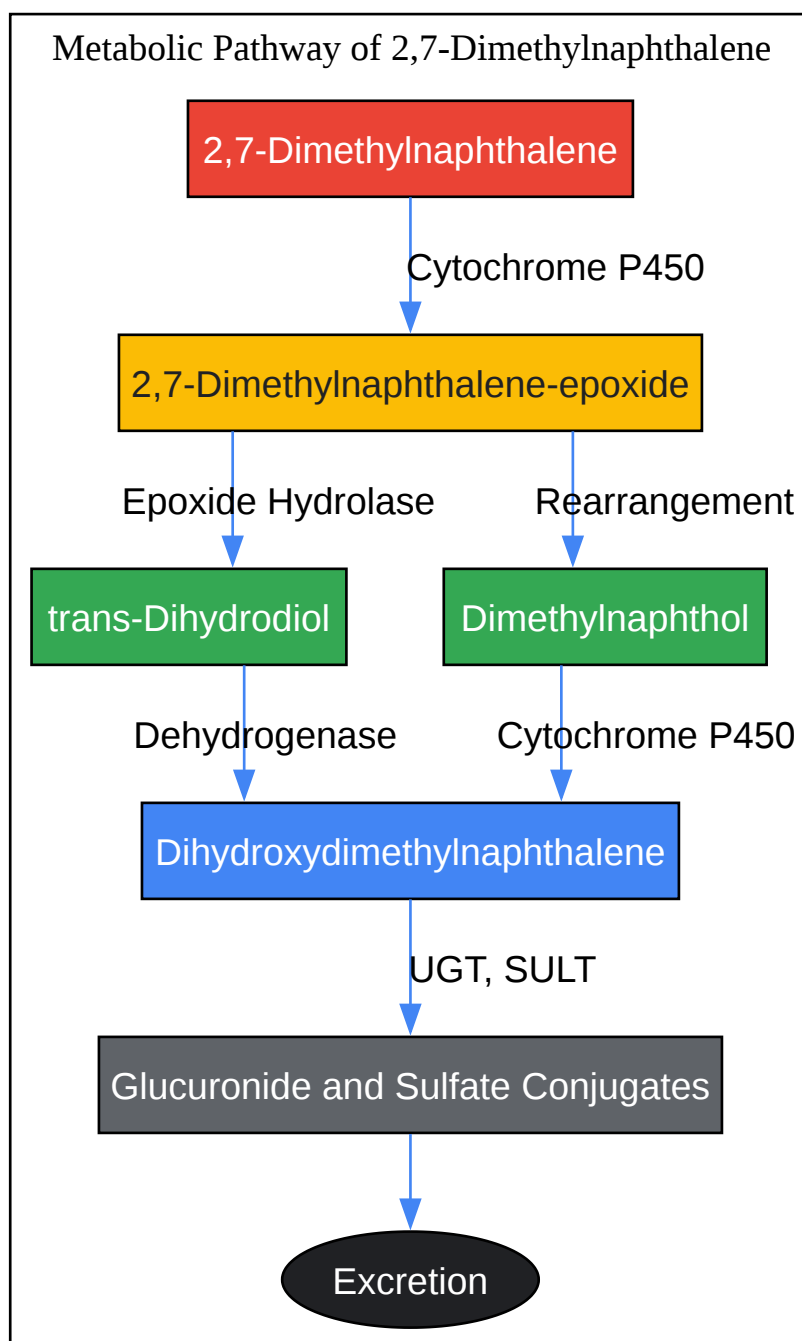 Metabolic Pathway of 2,7-Dimethylnaphthalene
2,7-Dimethylnaphthalene
Cytochrome P450
2,7-Dimethylnaphthalene-epoxide
Epoxide Hydrolase
Rearrangement
trans-Dihydrodiol
Dimethylnaphthol
Dehydrogenase
Cytochrome P450
Dihydroxydimethylnaphthalene
UGT, SULT
Glucuronide and Sulfate Conjugates
Excretion